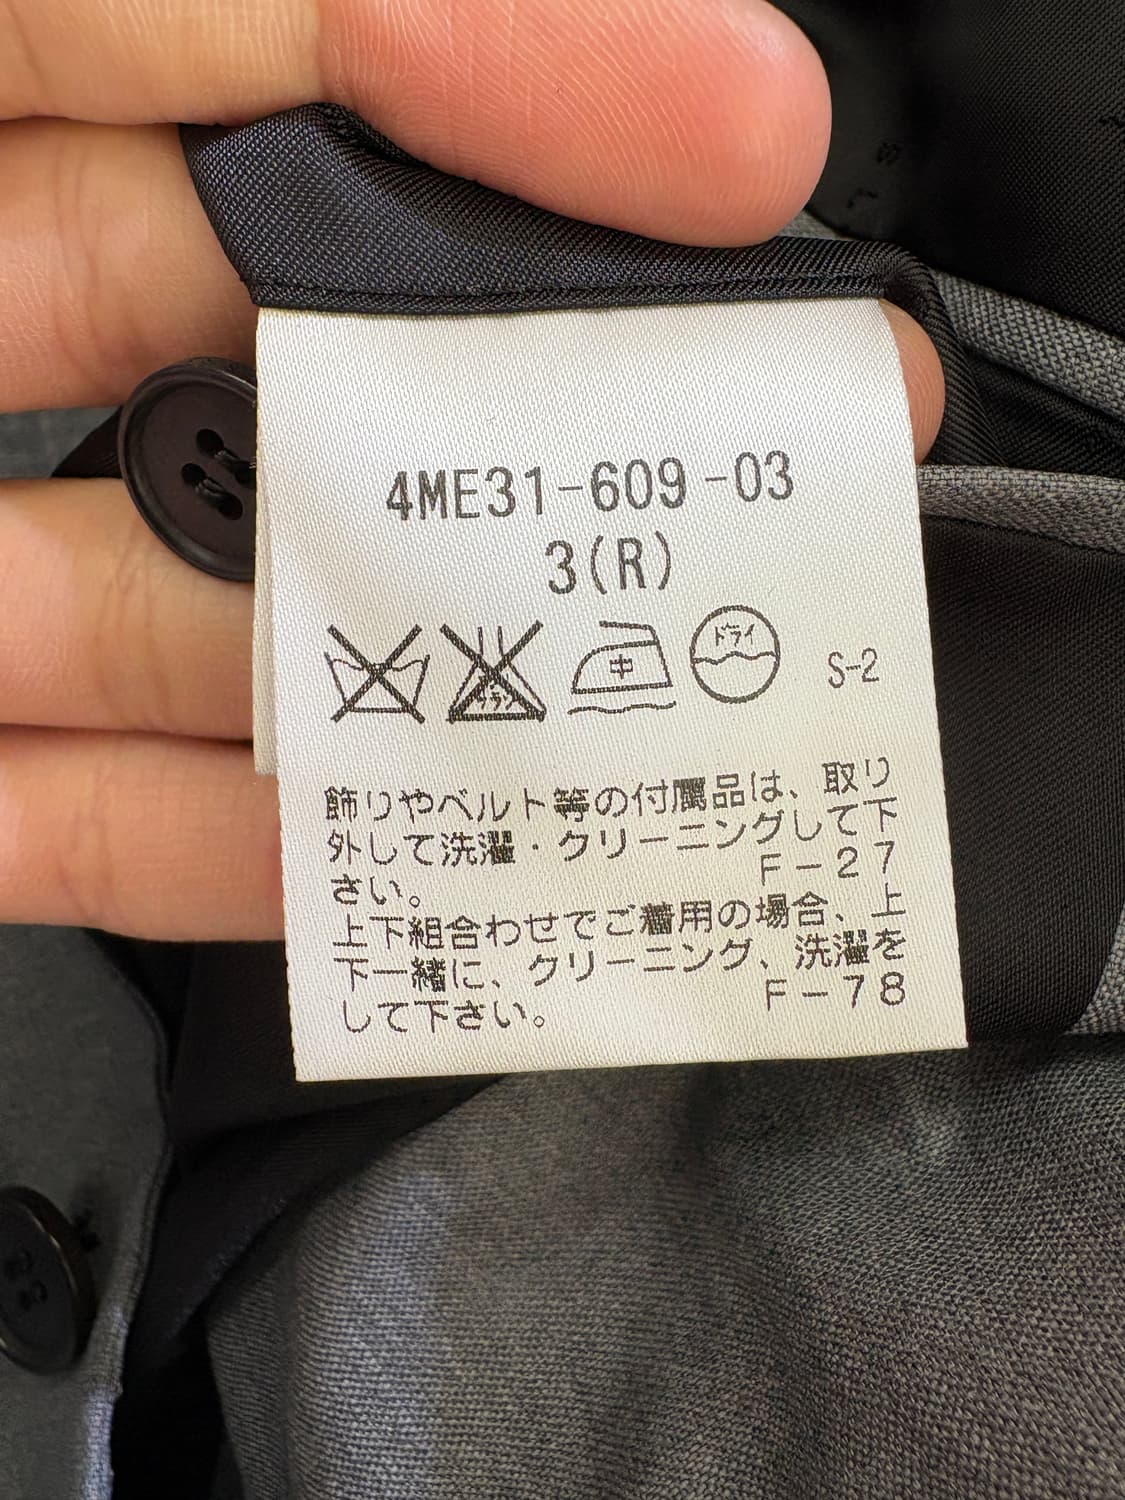 4ME31-609-03
3(R)
中
ドライ
S-2
飾りやベルト等の付属品は、取り
外して洗濯・クリーニングして下
さい。
F-27
上下組合わせでご着用の場合、上
下一緒に、クリーニング、洗濯を
して下さい。
F-78